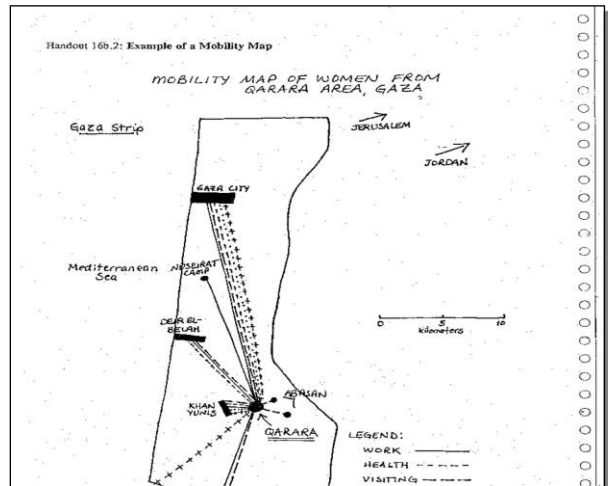 Handout 16b.2: Example of a Mobility Map
MOBILITY MAP OF WOMEN FROM
QARARA AREA, GAZA
Gaza Strip
JERUSALEM
JORDAN
GAZA CITY
Mediterranean
Sea
NUSEIRAT
CAMP
0 5 10
kilometers
DEIR EL-
BELAH
ABASAN
KHAN
YUNIS
QARARA
LEGEND:
WORK
HEALTH
VISITING